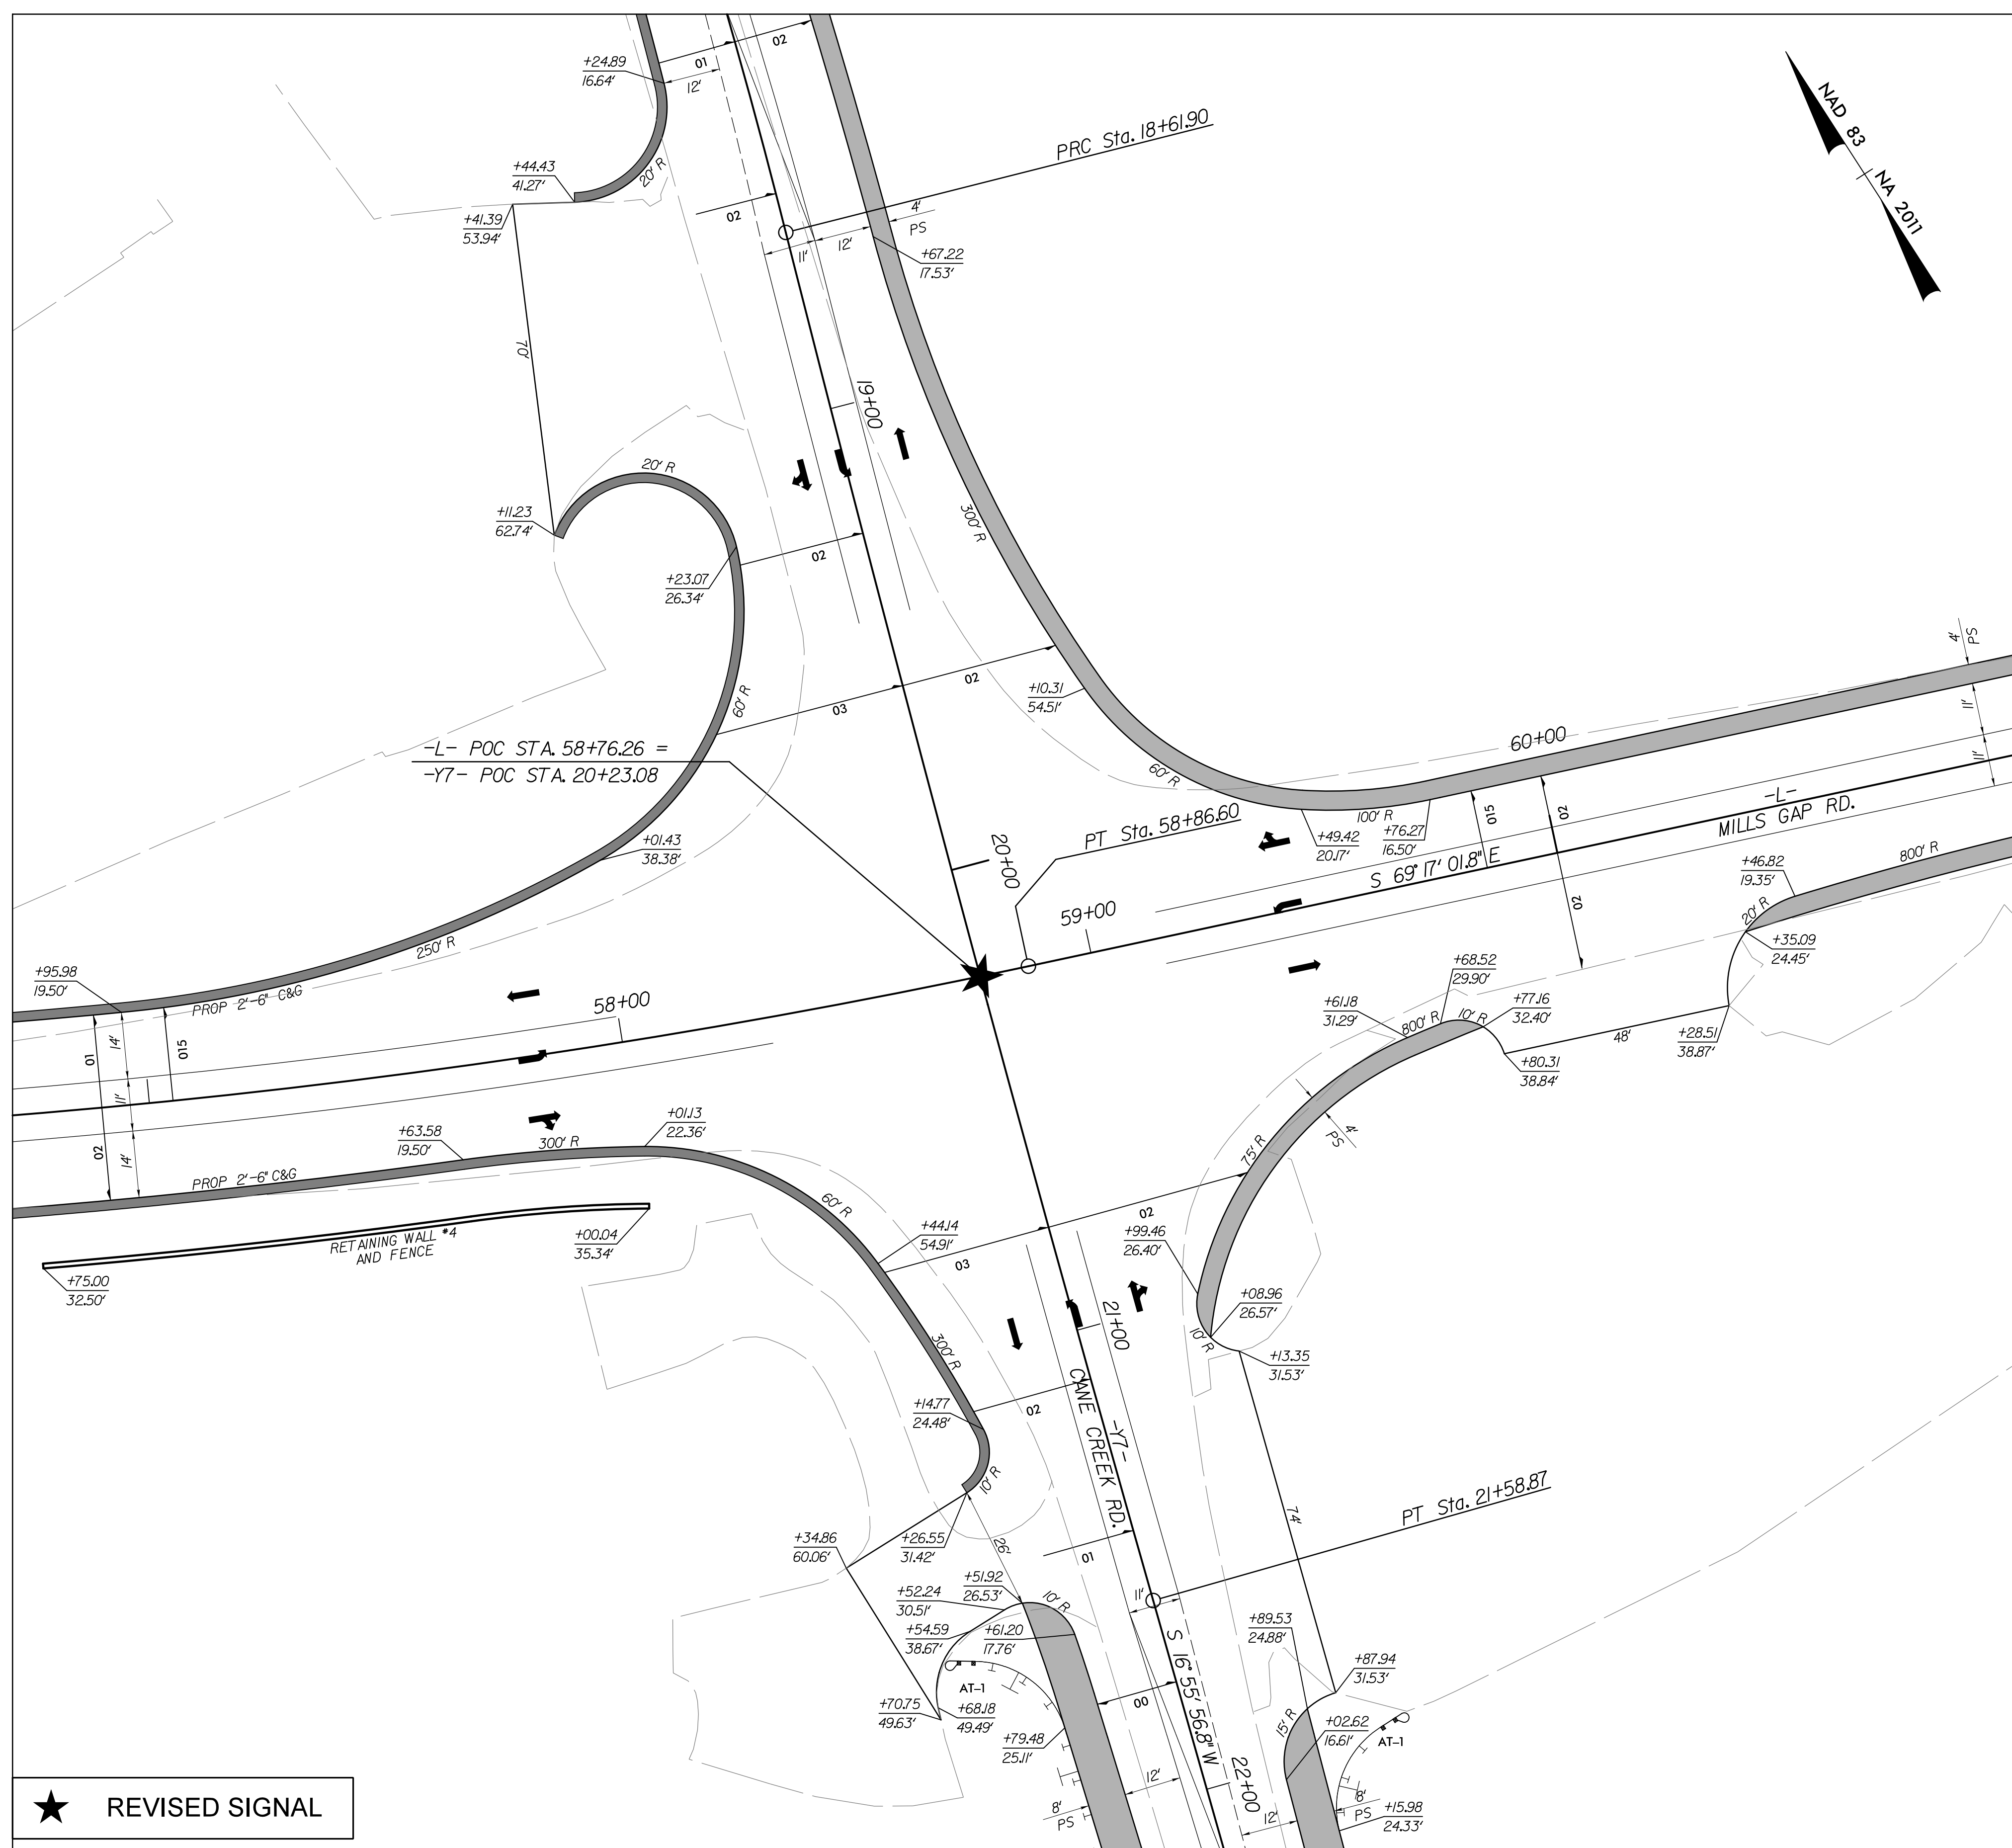 +24.89
16.64'
01
12'
02
+44.43
41.27'
20' R
+41.39
53.94'
02
PRC Sta. 18+61.90
4'
PS
11'
12'
+67.22
17.53'
NAD 83
NA 2011
70'
19+00
20' R
+11.23
62.74'
300' R
02
+23.07
26.34'
60' R
03
02
+10.31
54.51'
4'
PS
11'
11'
-L- POC STA. 58+76.26 =
-Y7- POC STA. 20+23.08
60' R
60+00
100' R
+49.42
20.17'
+76.27
16.50'
015
02
-L-
MILLS GAP RD.
PT Sta. 58+86.60
20+00
+01.43
38.38'
S 69° 17' 01.8" E
+46.82
19.35'
800' R
20' R
59+00
02
250' R
+95.98
19.50'
PROP 2'-6" C&G
58+00
+35.09
24.45'
+68.52
29.90'
+61.18
31.29'
800' R
10' R
+77.16
32.40'
48'
+28.51
38.87'
+80.31
38.84'
01
14'
015
11'
02
14'
+63.58
19.50'
300' R
+01.13
22.36'
4'
PS
75' R
PROP 2'-6" C&G
60' R
02
RETAINING WALL #4
AND FENCE
+00.04
35.34'
+75.00
32.50'
+44.14
54.91'
03
+99.46
26.40'
+08.96
26.57'
10' R
+13.35
31.53'
21+00
300' R
CANE CREEK RD.
-Y7-
+14.77
24.48'
02
10' R
74'
PT Sta. 21+58.87
+34.86
60.06'
+26.55
31.42'
26'
01
+51.92
26.53'
+52.24
30.51'
10' R
11'
+54.59
38.67'
+61.20
17.76'
+89.53
24.88'
S 16° 55' 56.8" W
+87.94
31.53'
AT-1
00
+70.75
49.63'
+68.18
49.49'
15' R
+02.62
16.61'
AT-1
+79.48
25.11'
12'
22+00
8'
PS
12'
8'
PS
+15.98
24.33'
REVISED SIGNAL